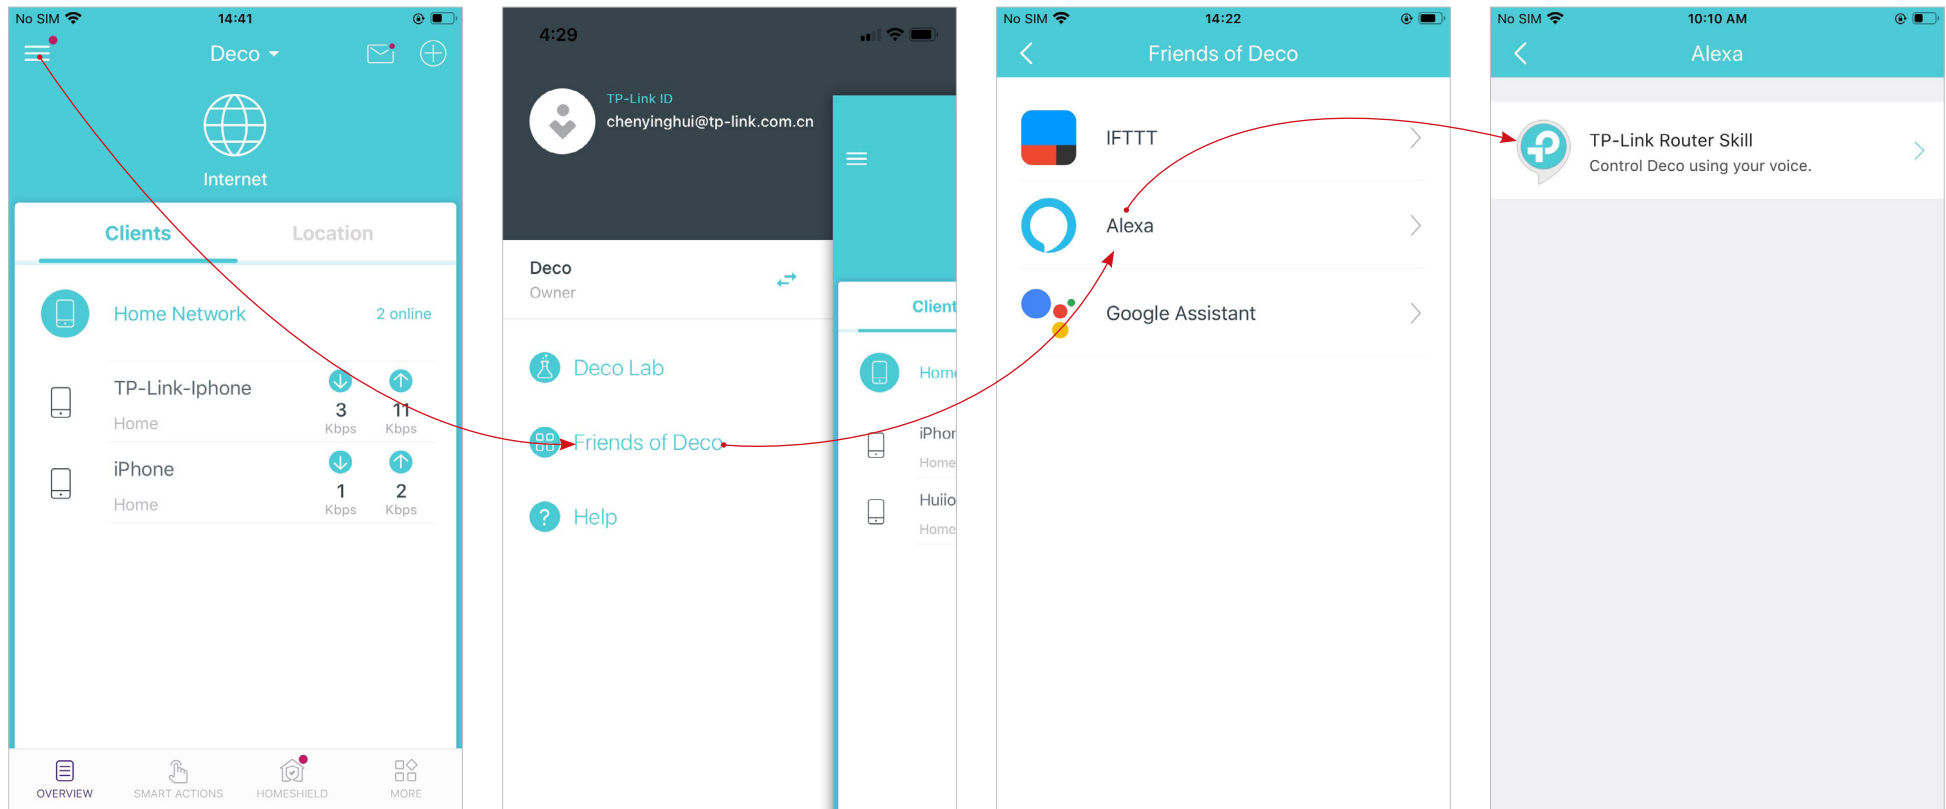 No SIM 14:41
Deco
Internet
Clients Location
Home Network 2 online
TP-Link-Iphone
Home
3 11
Kbps Kbps
iPhone
Home
1 2
Kbps Kbps
OVERVIEW SMART ACTIONS HOMESHIELD MORE
4:29
TP-Link ID
chenyinghui@tp-link.com.cn
Deco
Owner
Deco Lab
Friends of Deco
Help
Client
Hom
iPhor
Home
Huiio
Home
No SIM 14:22
Friends of Deco
IFTTT
Alexa
Google Assistant
No SIM 10:10 AM
Alexa
TP-Link Router Skill
Control Deco using your voice.